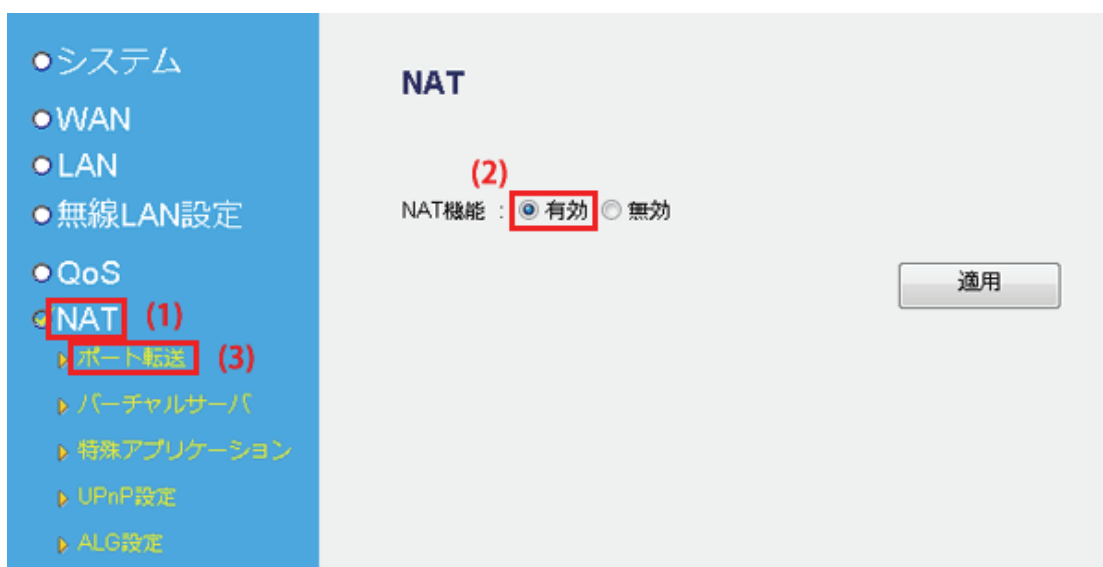 システム
WAN
LAN
無線LAN設定
QoS
NAT (1)
ポート転送 (3)
バーチャルサーバ
特殊アプリケーション
UPnP設定
ALG設定
NAT
(2)
NAT機能 : 有効 無効
適用